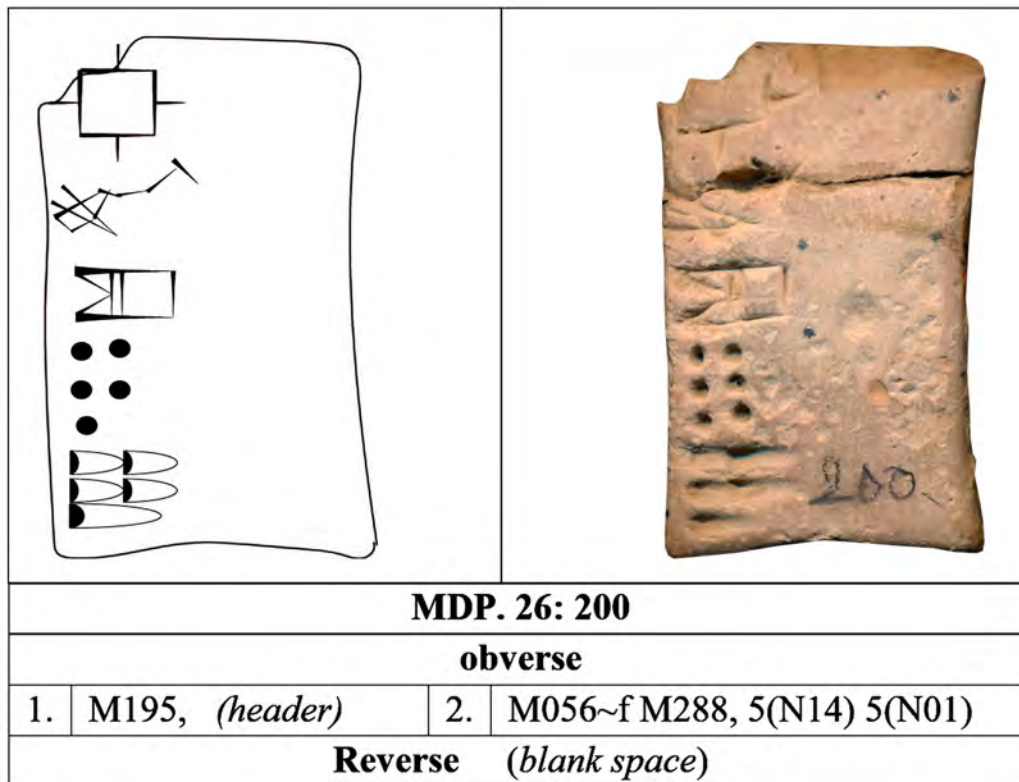 200
MDP. 26: 200
obverse
1. M195, (header) 2. M056~f M288, 5(N14) 5(N01)
Reverse (blank space)